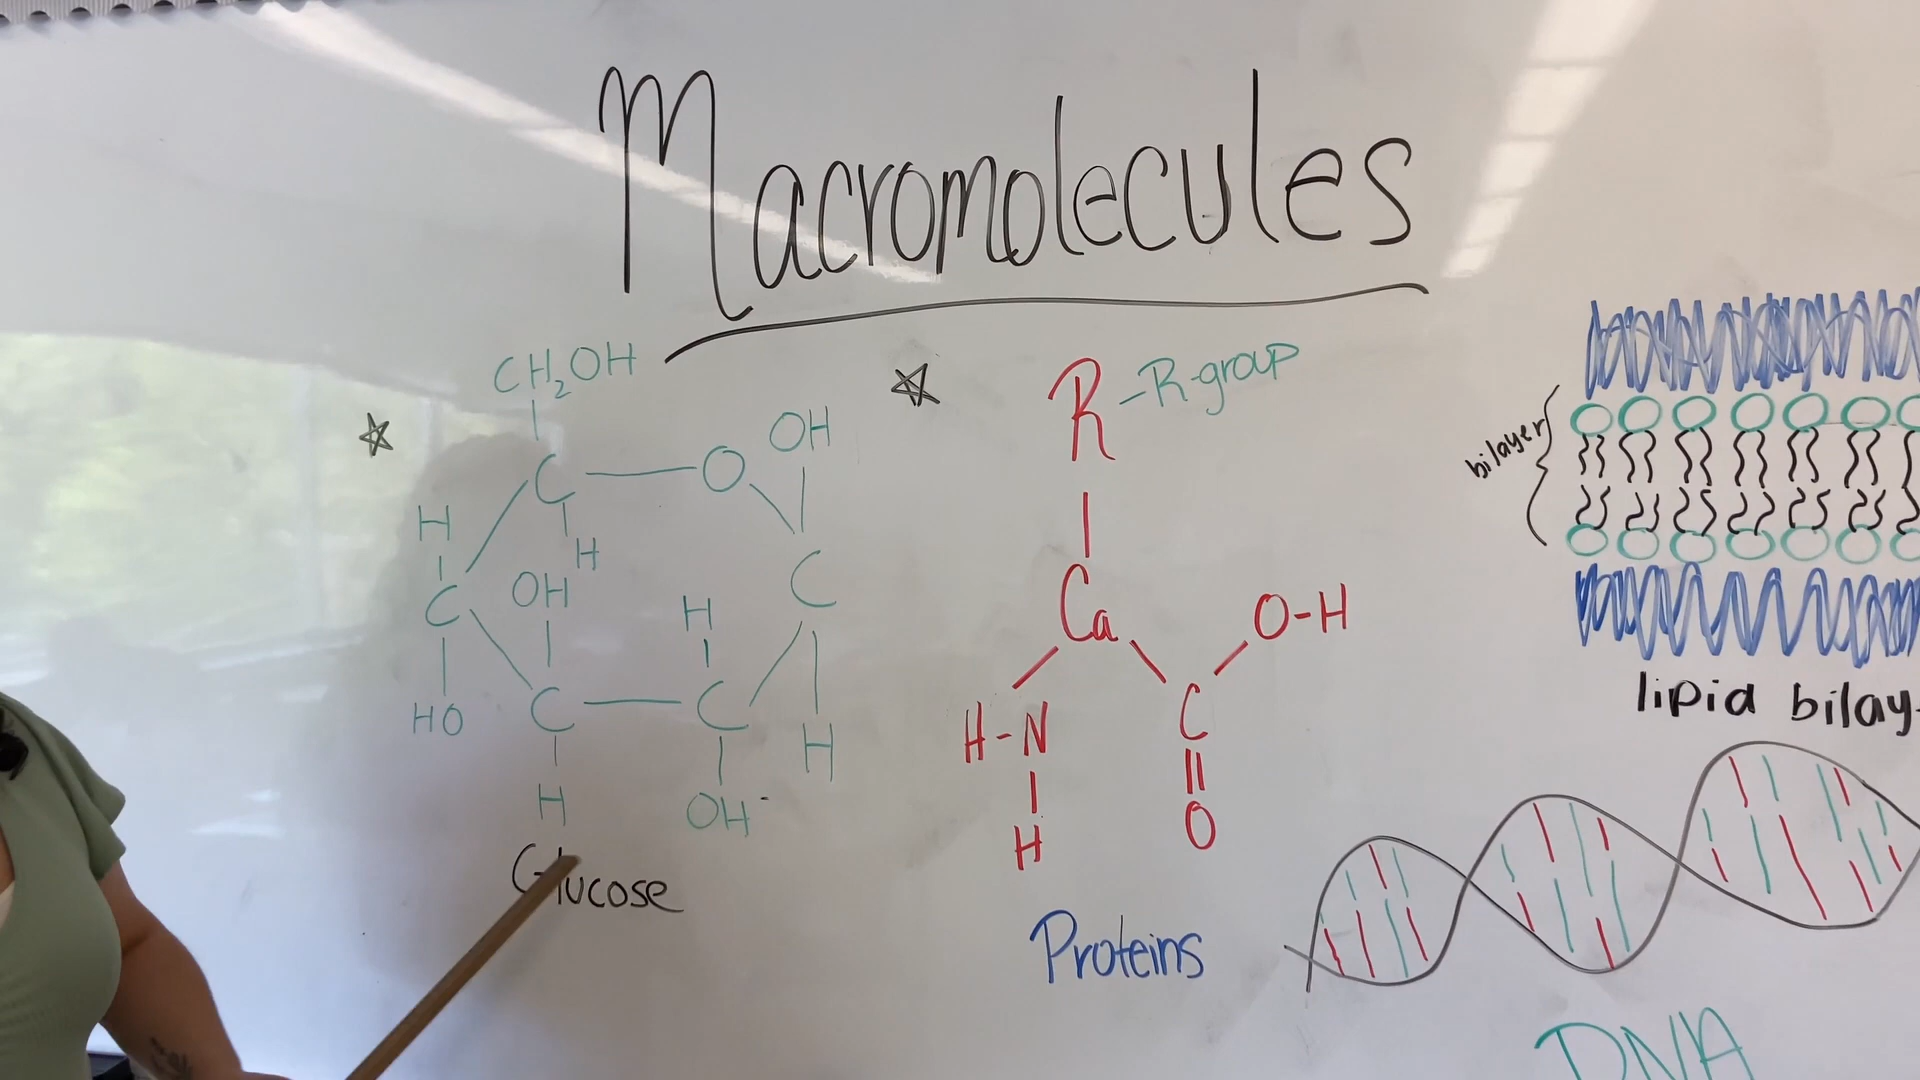 Macromolecules
CH₂OH
OH
C O
H
H
OH
C
C
H
HO
C
C
H
H
OH
Glucose
R -R-group
Ca
O-H
H-N
C
H
O
Proteins
bilayer
lipid bilay
DNA